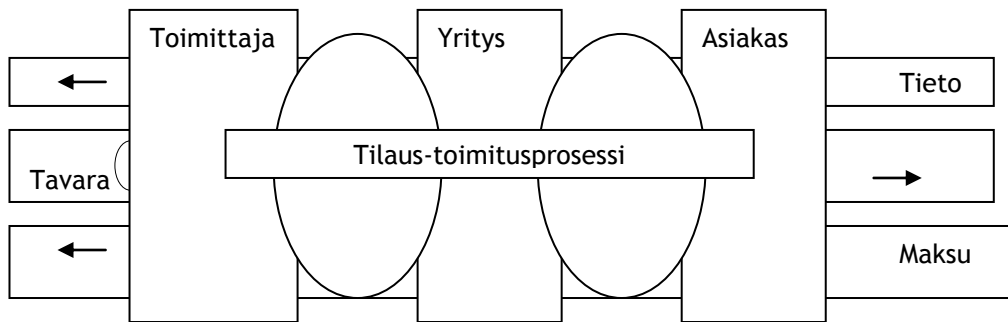 Toimittaja
Yritys
Asiakas
Tieto
Tilaus-toimitusprosessi
Tavara
Maksu